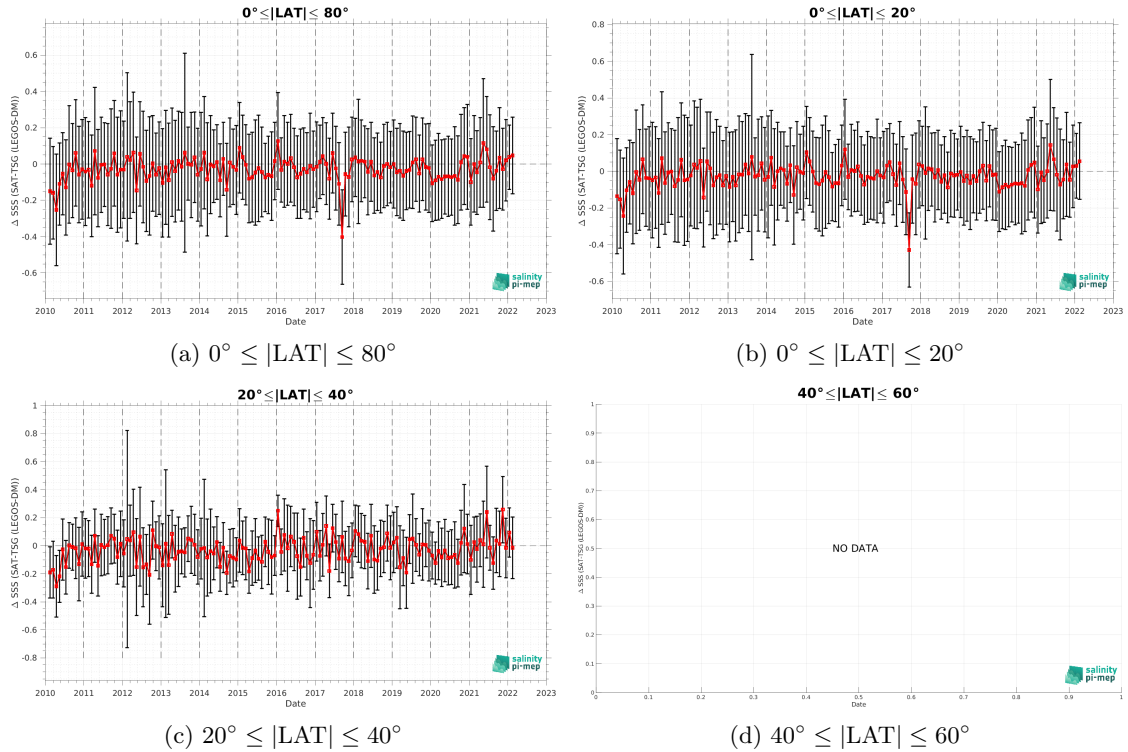 0°≤|LAT|≤ 80°
Δ SSS (SAT-TSG (LEGOS-DM))
0.6
0.4
0.2
0
-0.2
-0.4
-0.6
2010 2011 2012 2013 2014 2015 2016 2017 2018 2019 2020 2021 2022 2023
Date
salinity
pi-mep
(a) 0° ≤ |LAT| ≤ 80°
0°≤|LAT|≤ 20°
Δ SSS (SAT-TSG (LEGOS-DM))
0.8
0.6
0.4
0.2
0
-0.2
-0.4
-0.6
2010 2011 2012 2013 2014 2015 2016 2017 2018 2019 2020 2021 2022 2023
Date
salinity
pi-mep
(b) 0° ≤ |LAT| ≤ 20°
20°≤|LAT|≤ 40°
Δ SSS (SAT-TSG (LEGOS-DM))
1
0.8
0.6
0.4
0.2
0
-0.2
-0.4
-0.6
-0.8
2010 2011 2012 2013 2014 2015 2016 2017 2018 2019 2020 2021 2022 2023
Date
salinity
pi-mep
(c) 20° ≤ |LAT| ≤ 40°
40°≤|LAT|≤ 60°
Δ SSS (SAT-TSG (LEGOS-DM))
1
0.9
0.8
0.7
0.6
0.5
0.4
0.3
0.2
0.1
0
NO DATA
0 0.1 0.2 0.3 0.4 0.5 0.6 0.7 0.8 0.9 1
Date
salinity
pi-mep
(d) 40° ≤ |LAT| ≤ 60°